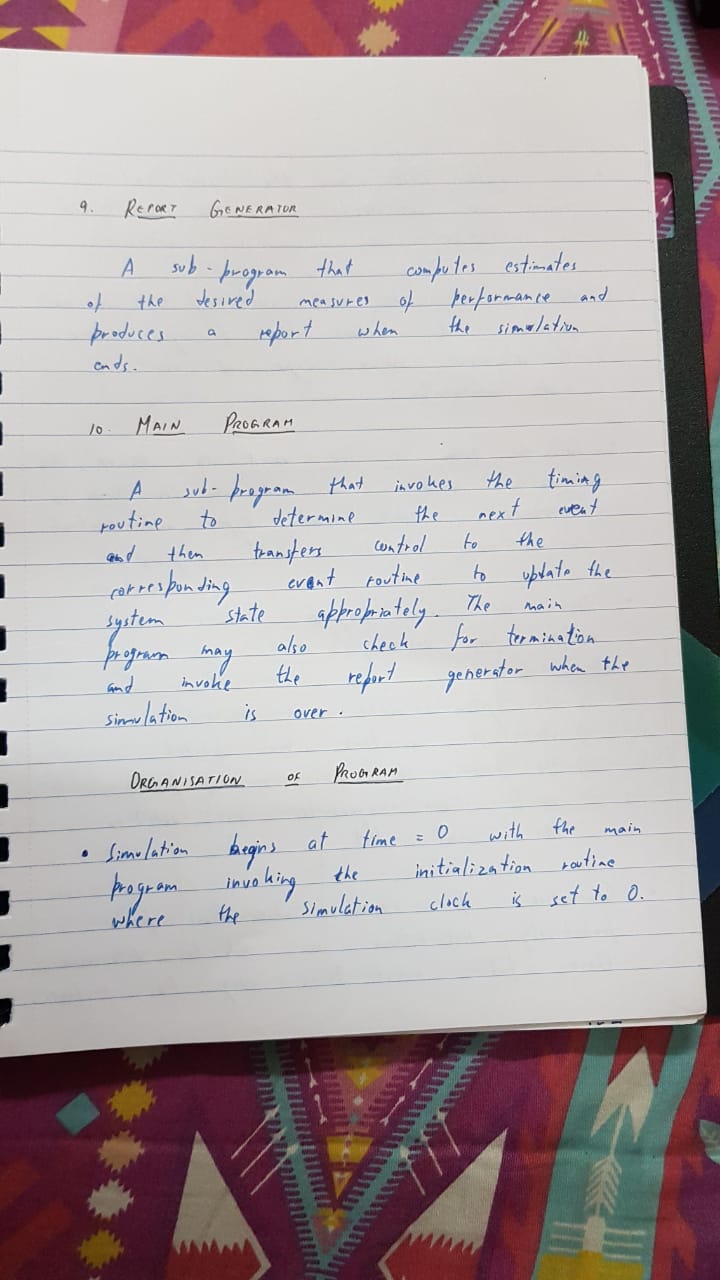 9. REPORT GENERATOR
A sub-program that computes estimates
of the desired measures of performance and
produces a report when the simulation
ends.
10. MAIN PROGRAM
A sub-program that invokes the timing
routine to determine the next event
and then transfers control to the
corresponding event routine to update the
system state appropriately. The main
program may also check for termination
and invoke the report generator when the
simulation is over.
ORGANISATION OF PROGRAM
• Simulation begins at time = 0 with the main
program invoking the initialization routine
where the simulation clock is set to 0.